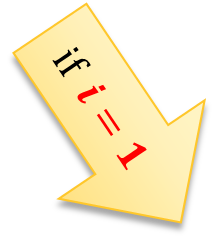 if i = 1